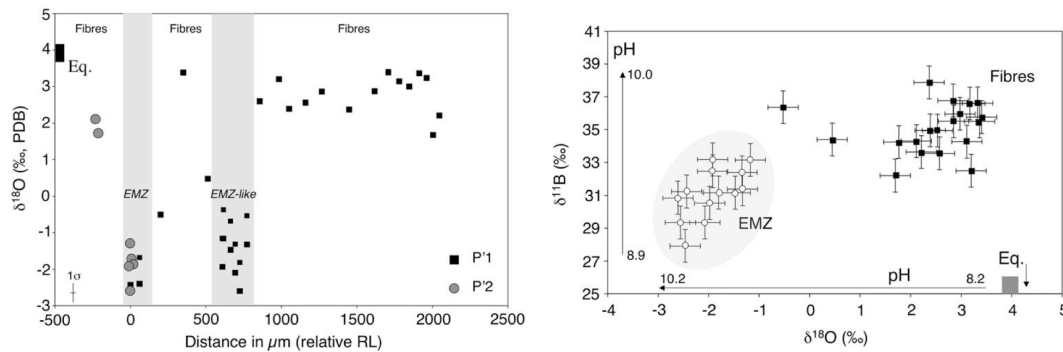 Fibres Fibres Fibres
5
4
3
2
1
0
-1
-2
-3
Eq.
EMZ EMZ-like
P'1
P'2
1σ
-500 0 500 1000 1500 2000 2500
Distance in μm (relative RL)
δ¹⁸O (‰, PDB)
41
39
37
35
33
31
29
27
25
pH
10.0
8.9
Fibres
EMZ
Eq.
10.2 pH 8.2
-4 -3 -2 -1 0 1 2 3 4 5
δ¹⁸O (‰)
δ¹¹B (‰)